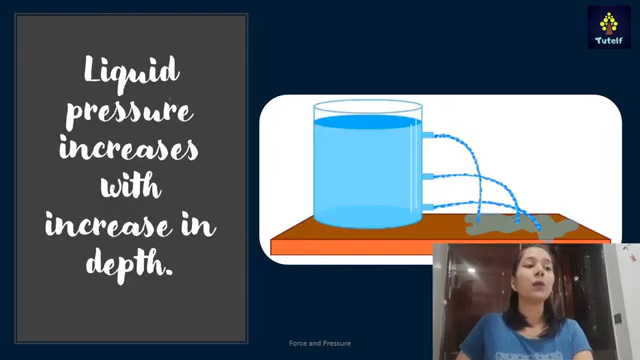 Tutelf
Liquid
pressure
increases
with
increase in
depth.
Force and Pressure